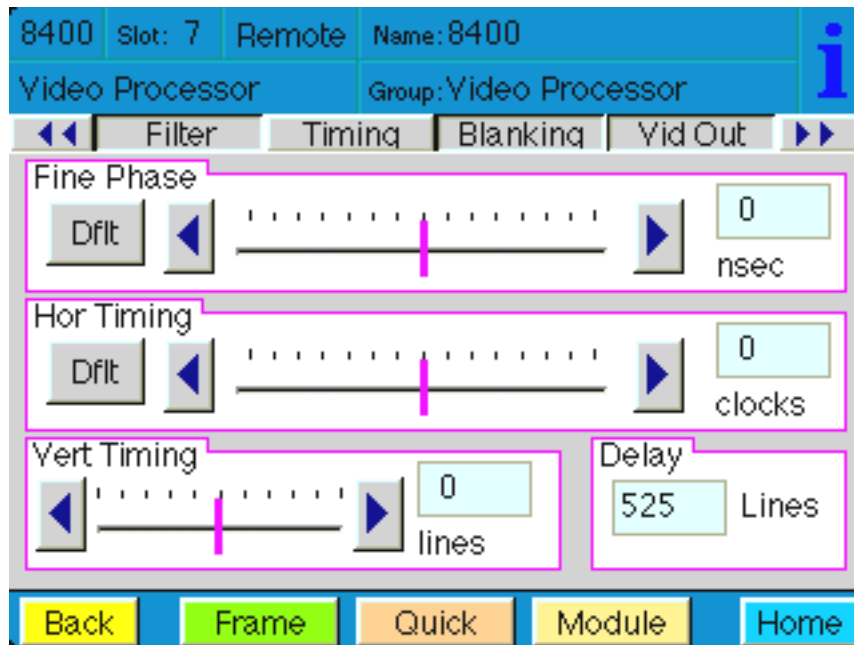 8400 Slot: 7 Remote Name:8400 i
Video Processor Group:Video Processor
Filter Timing Blanking Vid Out
Fine Phase
Dflt 0
nsec
Hor Timing
Dflt 0
clocks
Vert Timing Delay
0 525 Lines
lines
Back Frame Quick Module Home